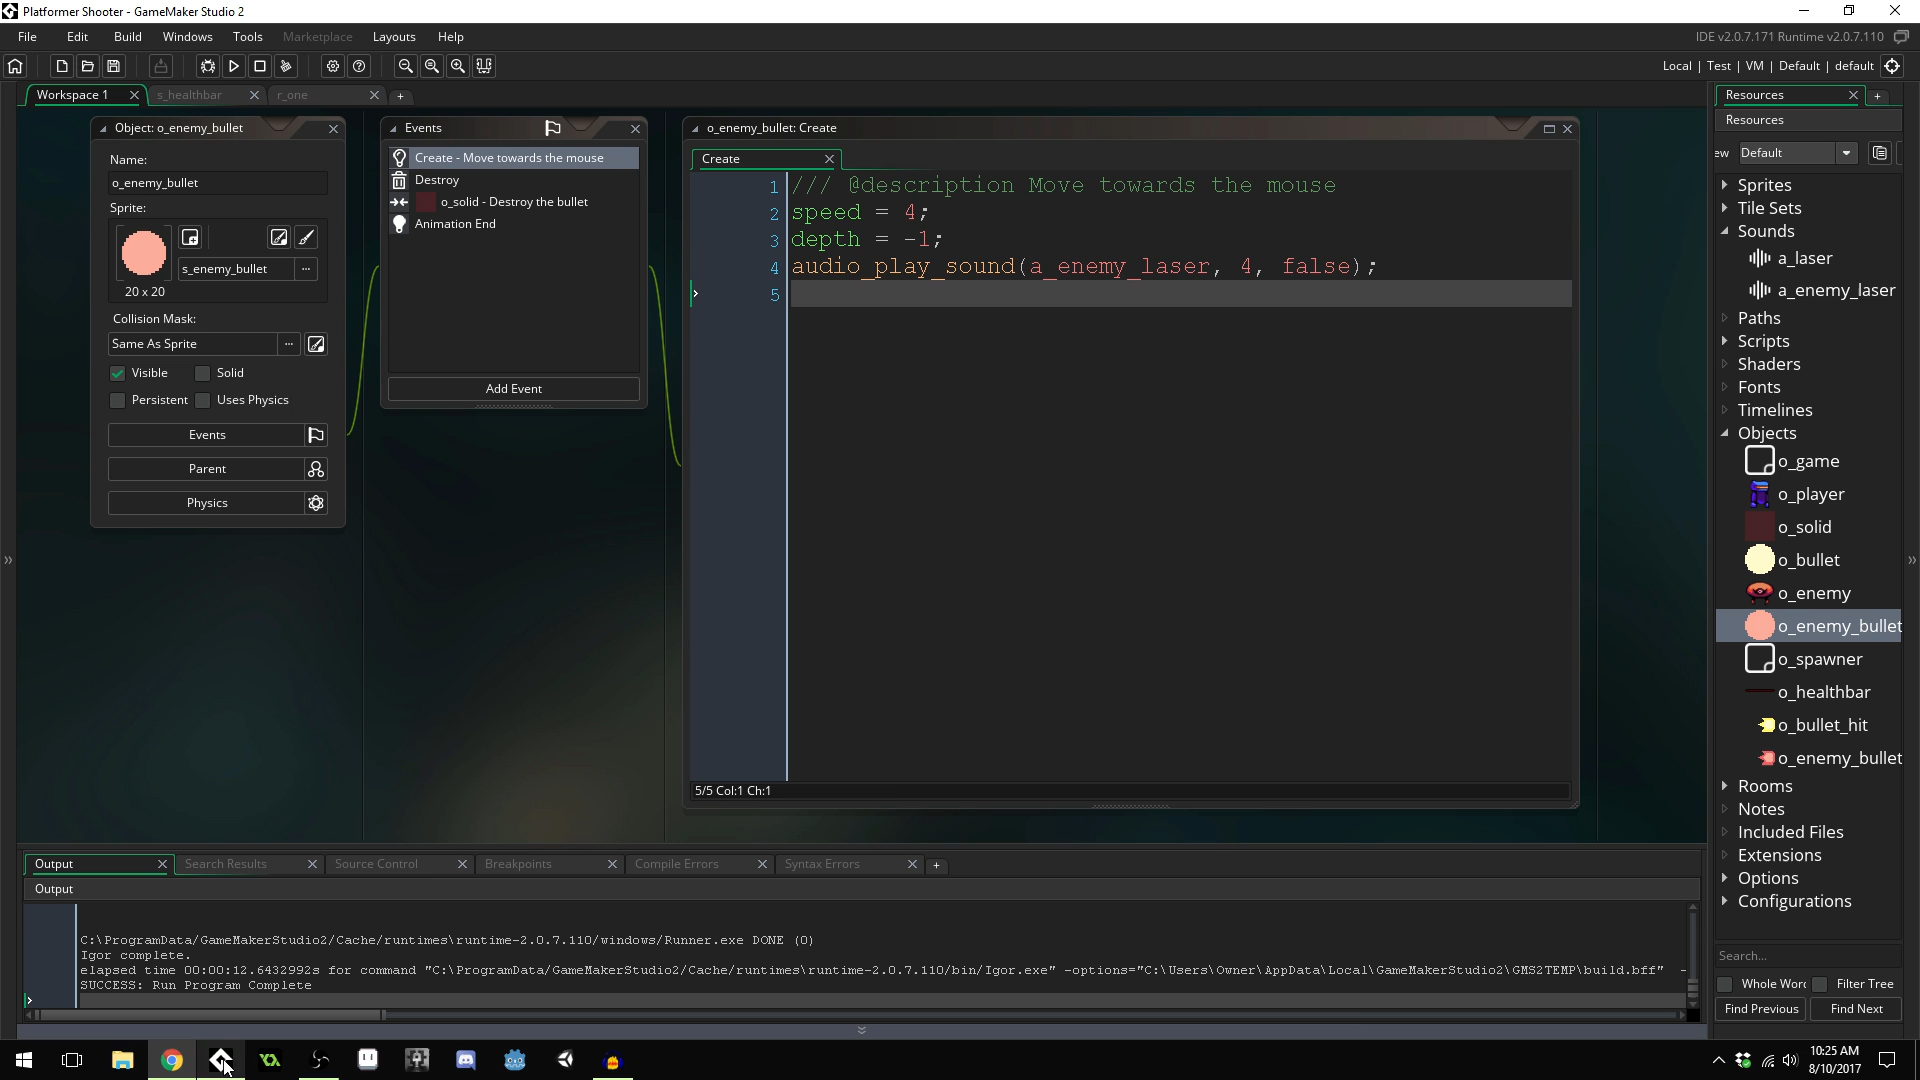 Platformer Shooter - GameMaker Studio 2
File Edit Build Windows Tools Marketplace Layouts Help
IDE v2.0.7.171 Runtime v2.0.7.110
Local | Test | VM | Default | default
Workspace 1 s_healthbar r_one +
Object: o_enemy_bullet
Name:
o_enemy_bullet
Sprite:
s_enemy_bullet ...
20 x 20
Collision Mask:
Same As Sprite ...
Visible Solid
Persistent Uses Physics
Events
Parent
Physics
Events
Create - Move towards the mouse
Destroy
o_solid - Destroy the bullet
Animation End
Add Event
o_enemy_bullet: Create
Create
1 /// @description Move towards the mouse
2 speed = 4;
3 depth = -1;
4 audio_play_sound(a_enemy_laser, 4, false);
5
5/5 Col:1 Ch:1
Resources +
Resources
ew Default
Sprites
Tile Sets
Sounds
a_laser
a_enemy_laser
Paths
Scripts
Shaders
Fonts
Timelines
Objects
o_game
o_player
o_solid
o_bullet
o_enemy
o_enemy_bullet
o_spawner
o_healthbar
o_bullet_hit
o_enemy_bullet
Rooms
Notes
Included Files
Extensions
Options
Configurations
Search...
Whole Word Filter Tree
Find Previous Find Next
Output Search Results Source Control Breakpoints Compile Errors Syntax Errors +
Output
C:\ProgramData/GameMakerStudio2/Cache/runtimes\runtime-2.0.7.110/windows/Runner.exe DONE (0)
Igor complete.
elapsed time 00:00:12.6432992s for command "C:\ProgramData/GameMakerStudio2/Cache/runtimes\runtime-2.0.7.110/bin/Igor.exe" -options="C:\Users\Owner\AppData\Local\GameMakerStudio2\GMS2TEMP\build.bff" -
SUCCESS: Run Program Complete
10:25 AM
8/10/2017